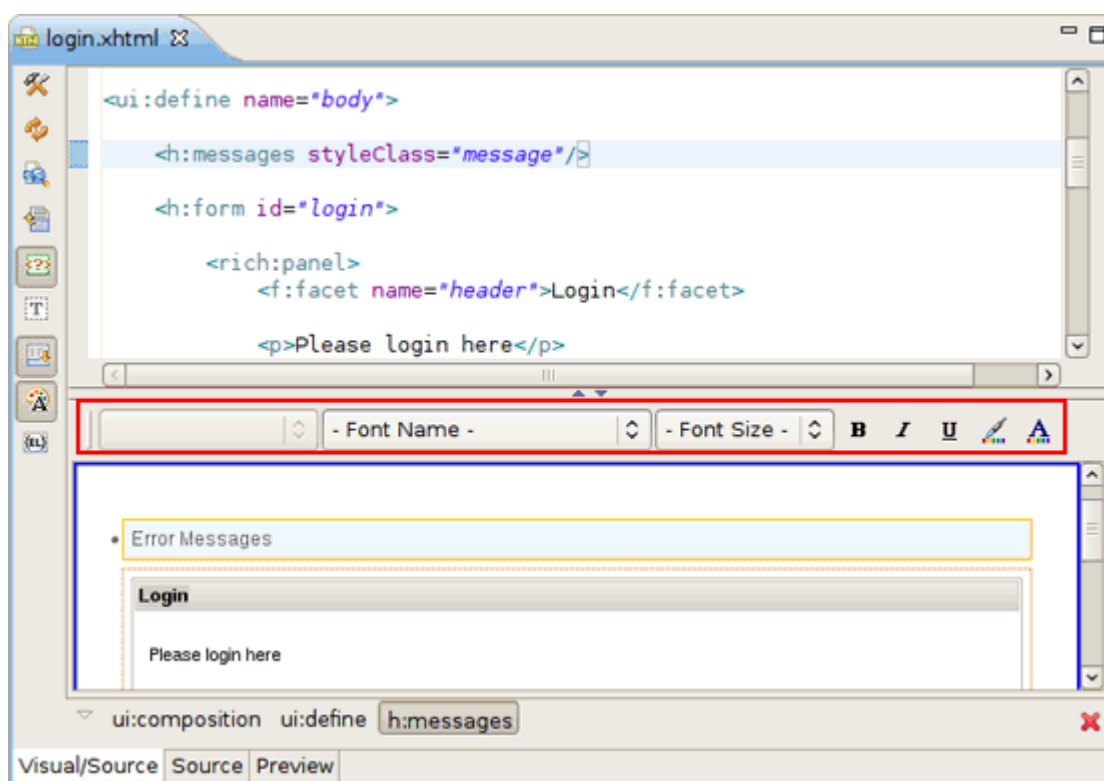 login.xhtml
<ui:define name="body">
<h:messages styleClass="message"/>
<h:form id="login">
<rich:panel>
<f:facet name="header">Login</f:facet>
<p>Please login here</p>
- Font Name - - Font Size - B I U A
Error Messages
Login
Please login here
ui:composition ui:define h:messages
Visual/Source Source Preview